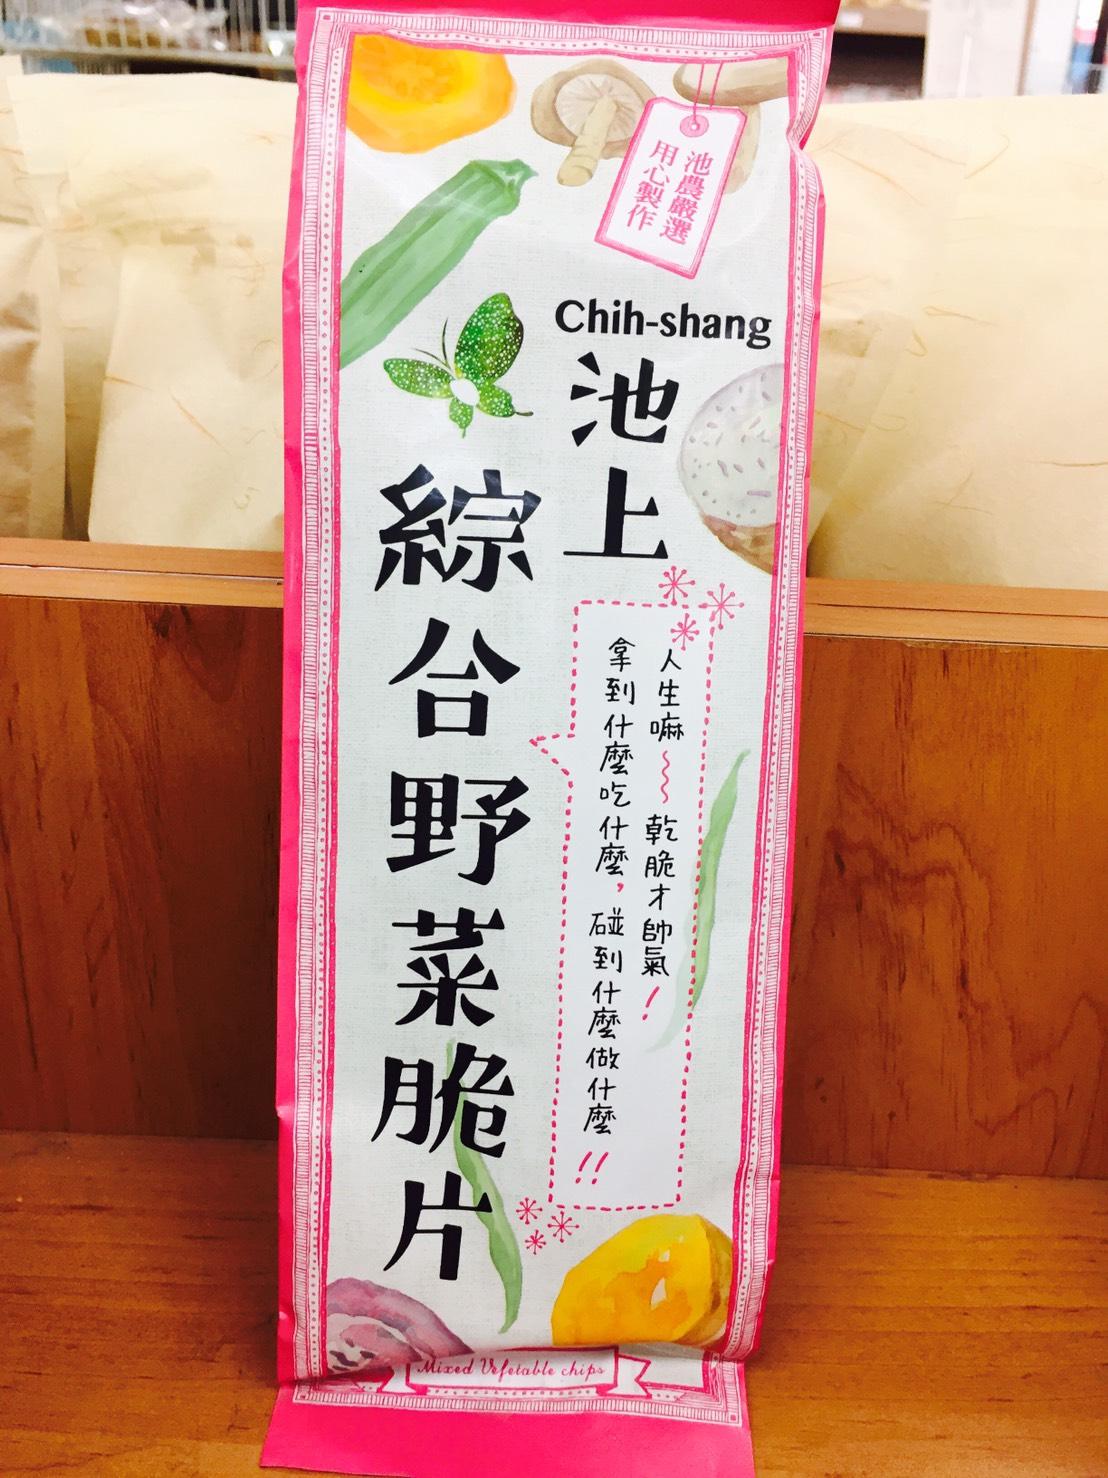 池農嚴選
用心製作
Chih-shang
池上
綜合野菜脆片
人生嘛~乾脆才帥氣!
拿到什麼吃什麼,碰到什麼做什麼!!
Mixed Vefetable chips